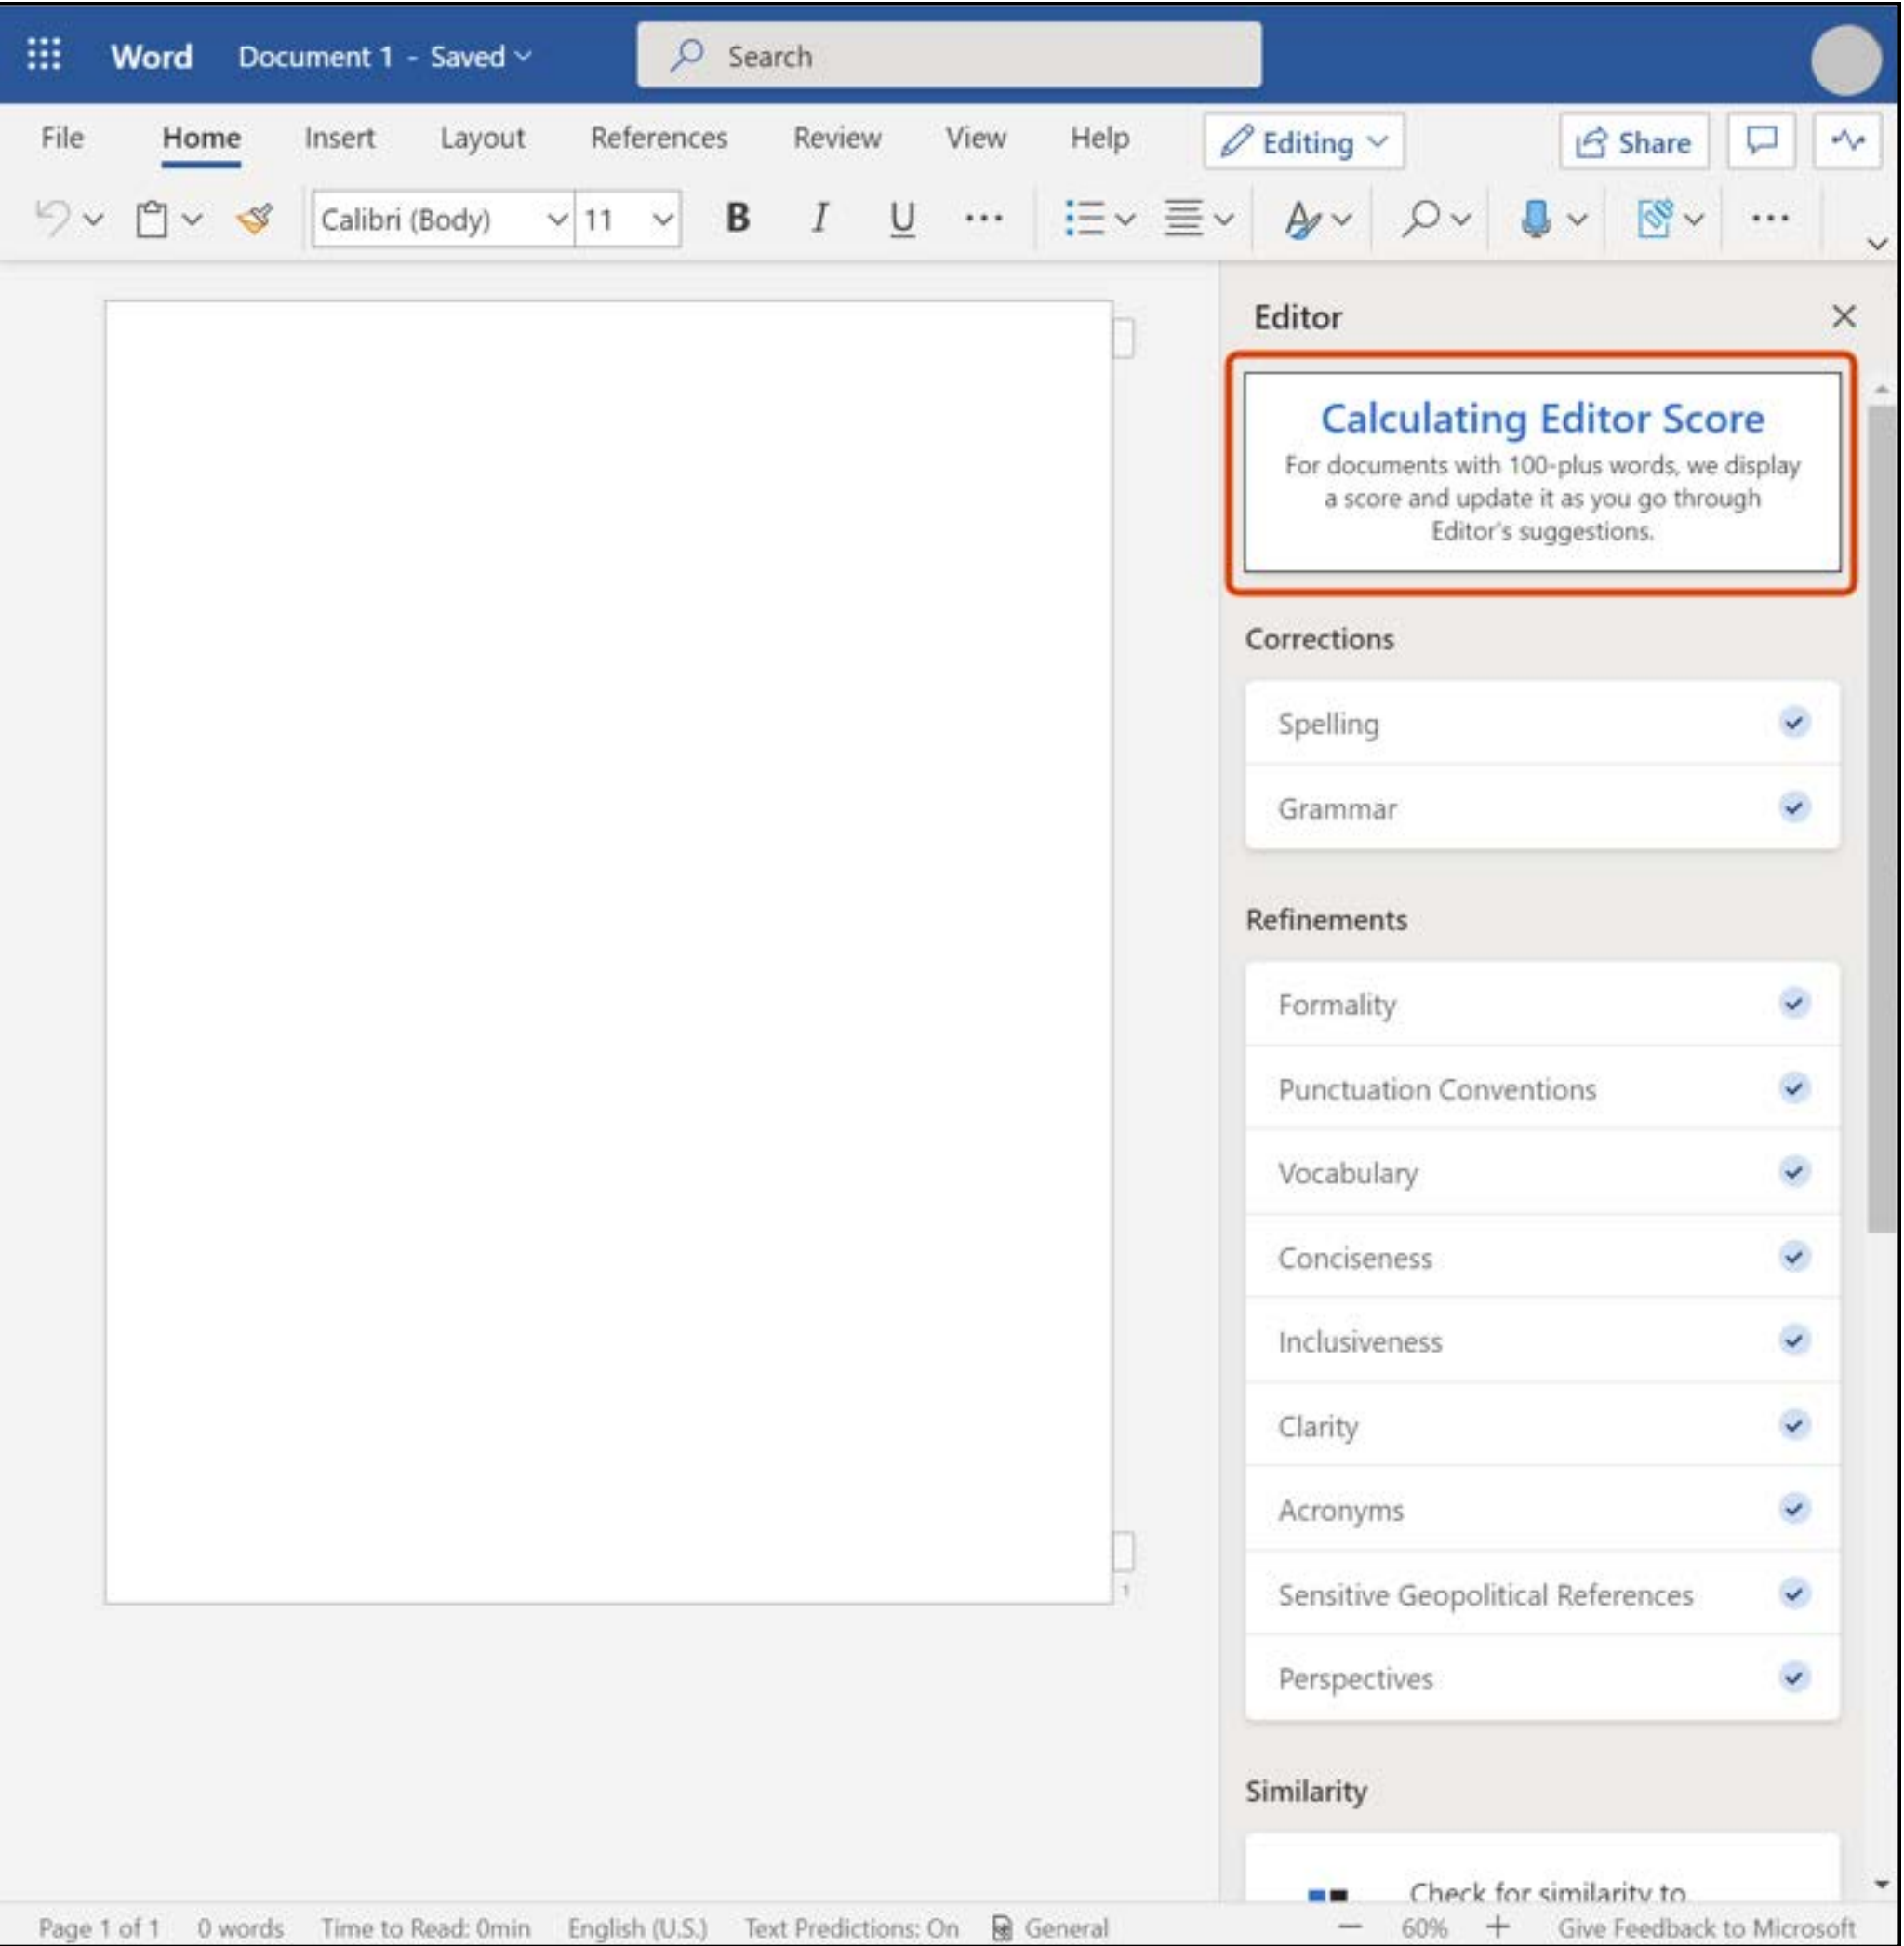 Word Document 1 - Saved Search
File Home Insert Layout References Review View Help Editing Share
Calibri (Body) 11 B I U
Editor
Calculating Editor Score
For documents with 100-plus words, we display
a score and update it as you go through
Editor's suggestions.
Corrections
Spelling
Grammar
Refinements
Formality
Punctuation Conventions
Vocabulary
Conciseness
Inclusiveness
Clarity
Acronyms
Sensitive Geopolitical References
Perspectives
1
Similarity
Check for similarity to
Page 1 of 1 0 words Time to Read: 0min English (U.S.) Text Predictions: On General 60% Give Feedback to Microsoft